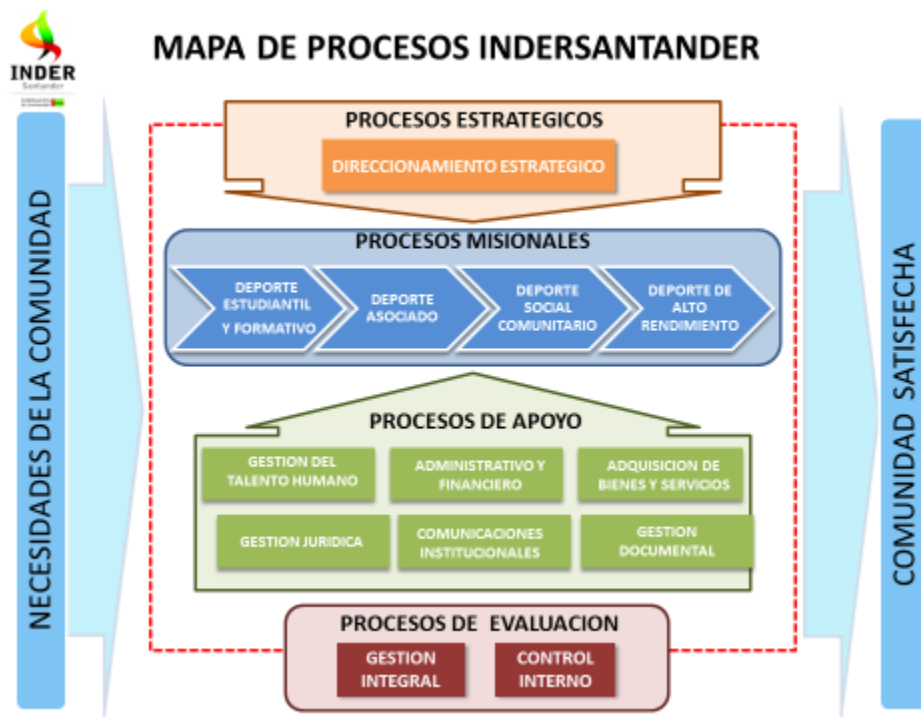 INDER
Santander
MAPA DE PROCESOS INDERSANTANDER
NECESIDADES DE LA COMUNIDAD
PROCESOS ESTRATEGICOS
DIRECCIONAMIENTO ESTRATEGICO
PROCESOS MISIONALES
DEPORTE
ESTUDIANTIL
Y FORMATIVO
DEPORTE
ASOCIADO
DEPORTE
SOCIAL
COMUNITARIO
DEPORTE DE
ALTO
RENDIMIENTO
PROCESOS DE APOYO
GESTION DEL
TALENTO HUMANO
ADMINISTRATIVO Y
FINANCIERO
ADQUISICION DE
BIENES Y SERVICIOS
GESTION JURIDICA
COMUNICACIONES
INSTITUCIONALES
GESTION
DOCUMENTAL
PROCESOS DE EVALUACION
GESTION
INTEGRAL
CONTROL
INTERNO
COMUNIDAD SATISFECHA